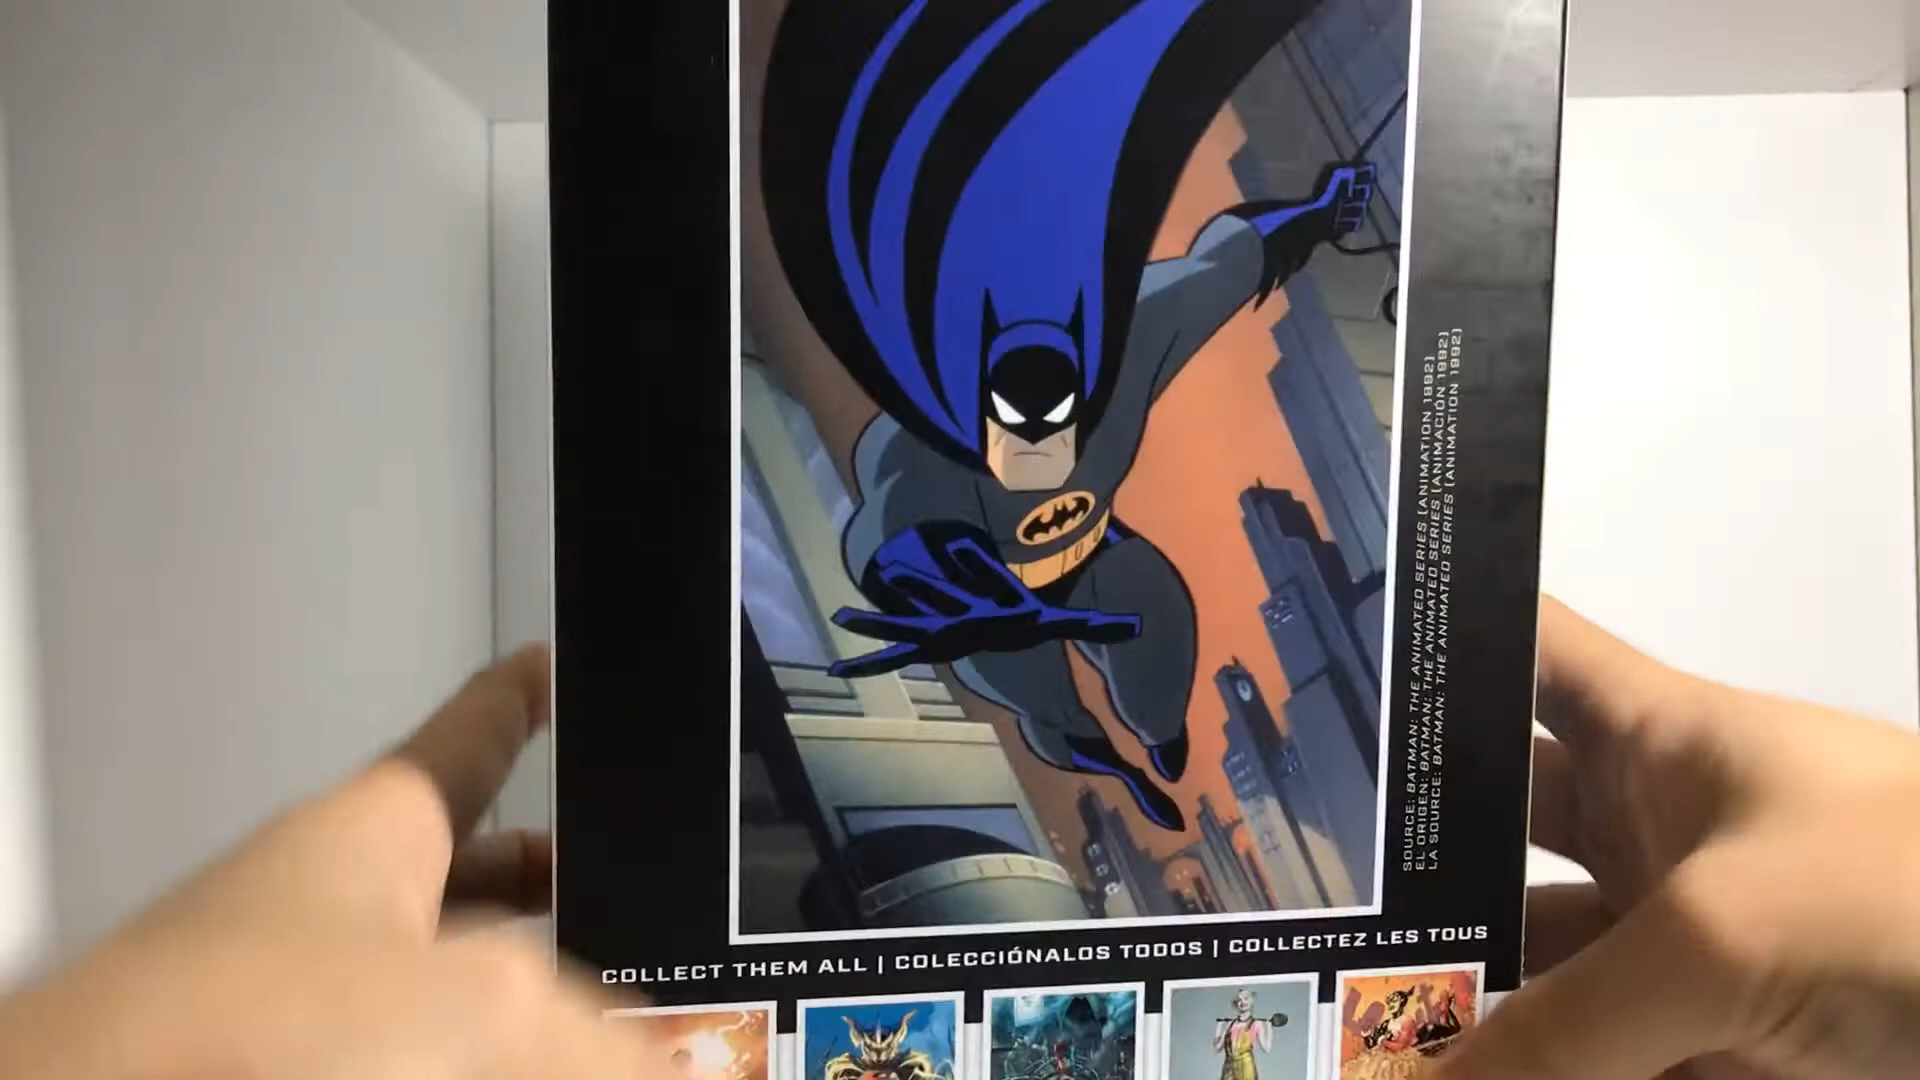 SOURCE: BATMAN: THE ANIMATED SERIES (ANIMATION 1992)
EL ORIGEN: BATMAN: THE ANIMATED SERIES (ANIMACIÓN 1992)
LA SOURCE: BATMAN: THE ANIMATED SERIES (ANIMATION 1992)
COLLECT THEM ALL | COLECCIÓNALOS TODOS | COLLECTEZ LES TOUS